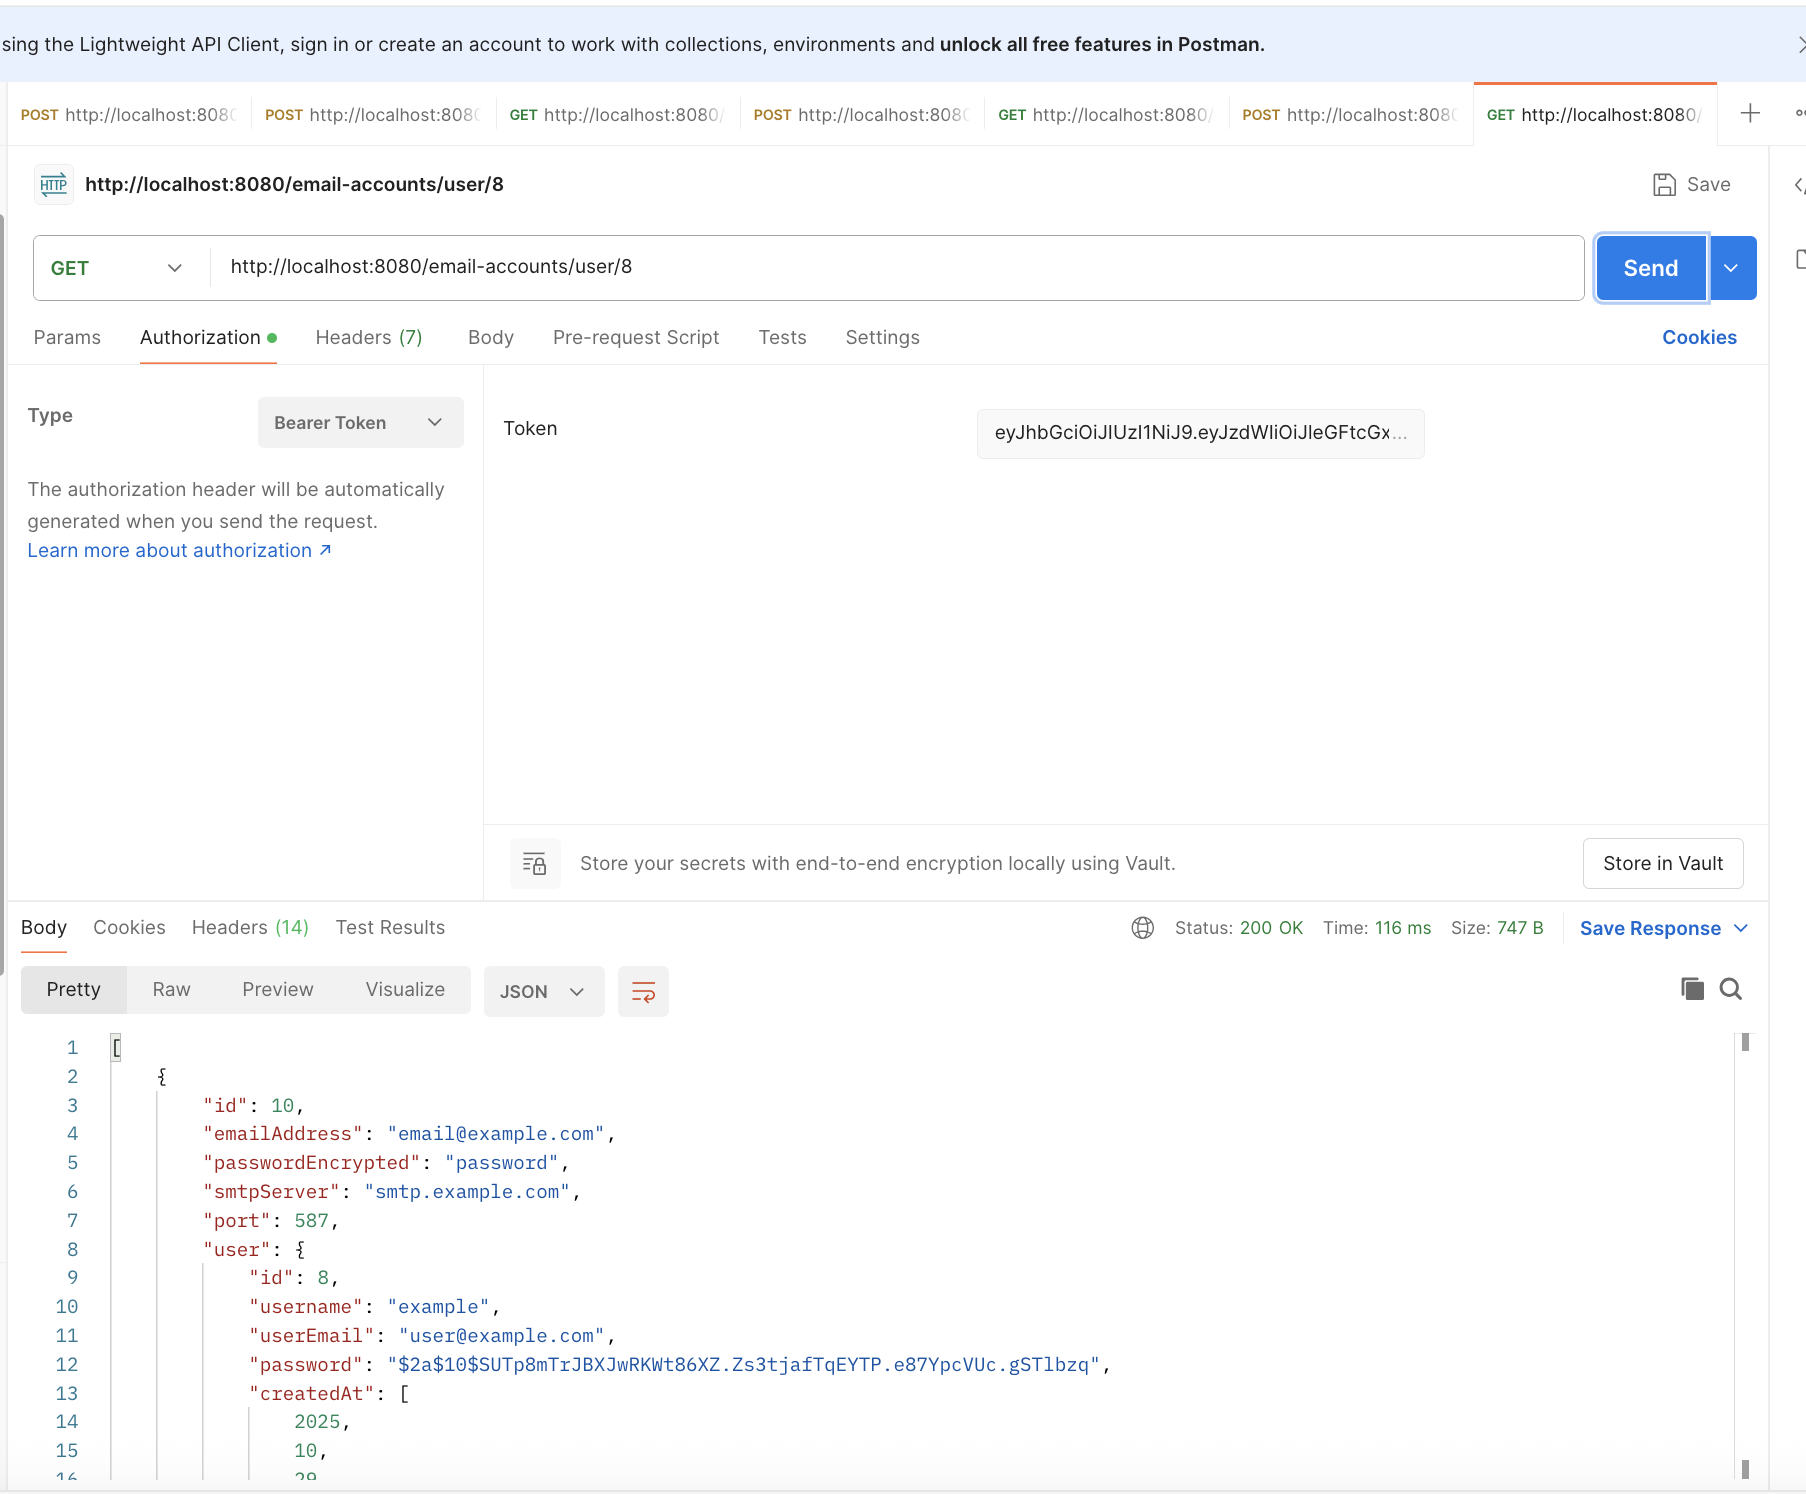 sing the Lightweight API Client, sign in or create an account to work with collections, environments and unlock all free features in Postman.
POST http://localhost:8080 POST http://localhost:8080 GET http://localhost:8080/ POST http://localhost:8080 GET http://localhost:8080/ POST http://localhost:8080 GET http://localhost:8080/
HTTP http://localhost:8080/email-accounts/user/8 Save
GET http://localhost:8080/email-accounts/user/8 Send
Params Authorization Headers (7) Body Pre-request Script Tests Settings Cookies
Type Bearer Token
Token eyJhbGciOiJIUzI1NiJ9.eyJzdWIiOiJleGFtcGx...
The authorization header will be automatically
generated when you send the request.
Learn more about authorization ↗
Store your secrets with end-to-end encryption locally using Vault. Store in Vault
Body Cookies Headers (14) Test Results Status: 200 OK Time: 116 ms Size: 747 B Save Response
Pretty Raw Preview Visualize JSON
1 [
2 {
3 "id": 10,
4 "emailAddress": "email@example.com",
5 "passwordEncrypted": "password",
6 "smtpServer": "smtp.example.com",
7 "port": 587,
8 "user": {
9 "id": 8,
10 "username": "example",
11 "userEmail": "user@example.com",
12 "password": "$2a$10$SUTp8mTrJBXJwRKWt86XZ.Zs3tjafTqEYTP.e87YpcVUc.gSTlbzq",
13 "createdAt": [
14 2025,
15 10,
16 29